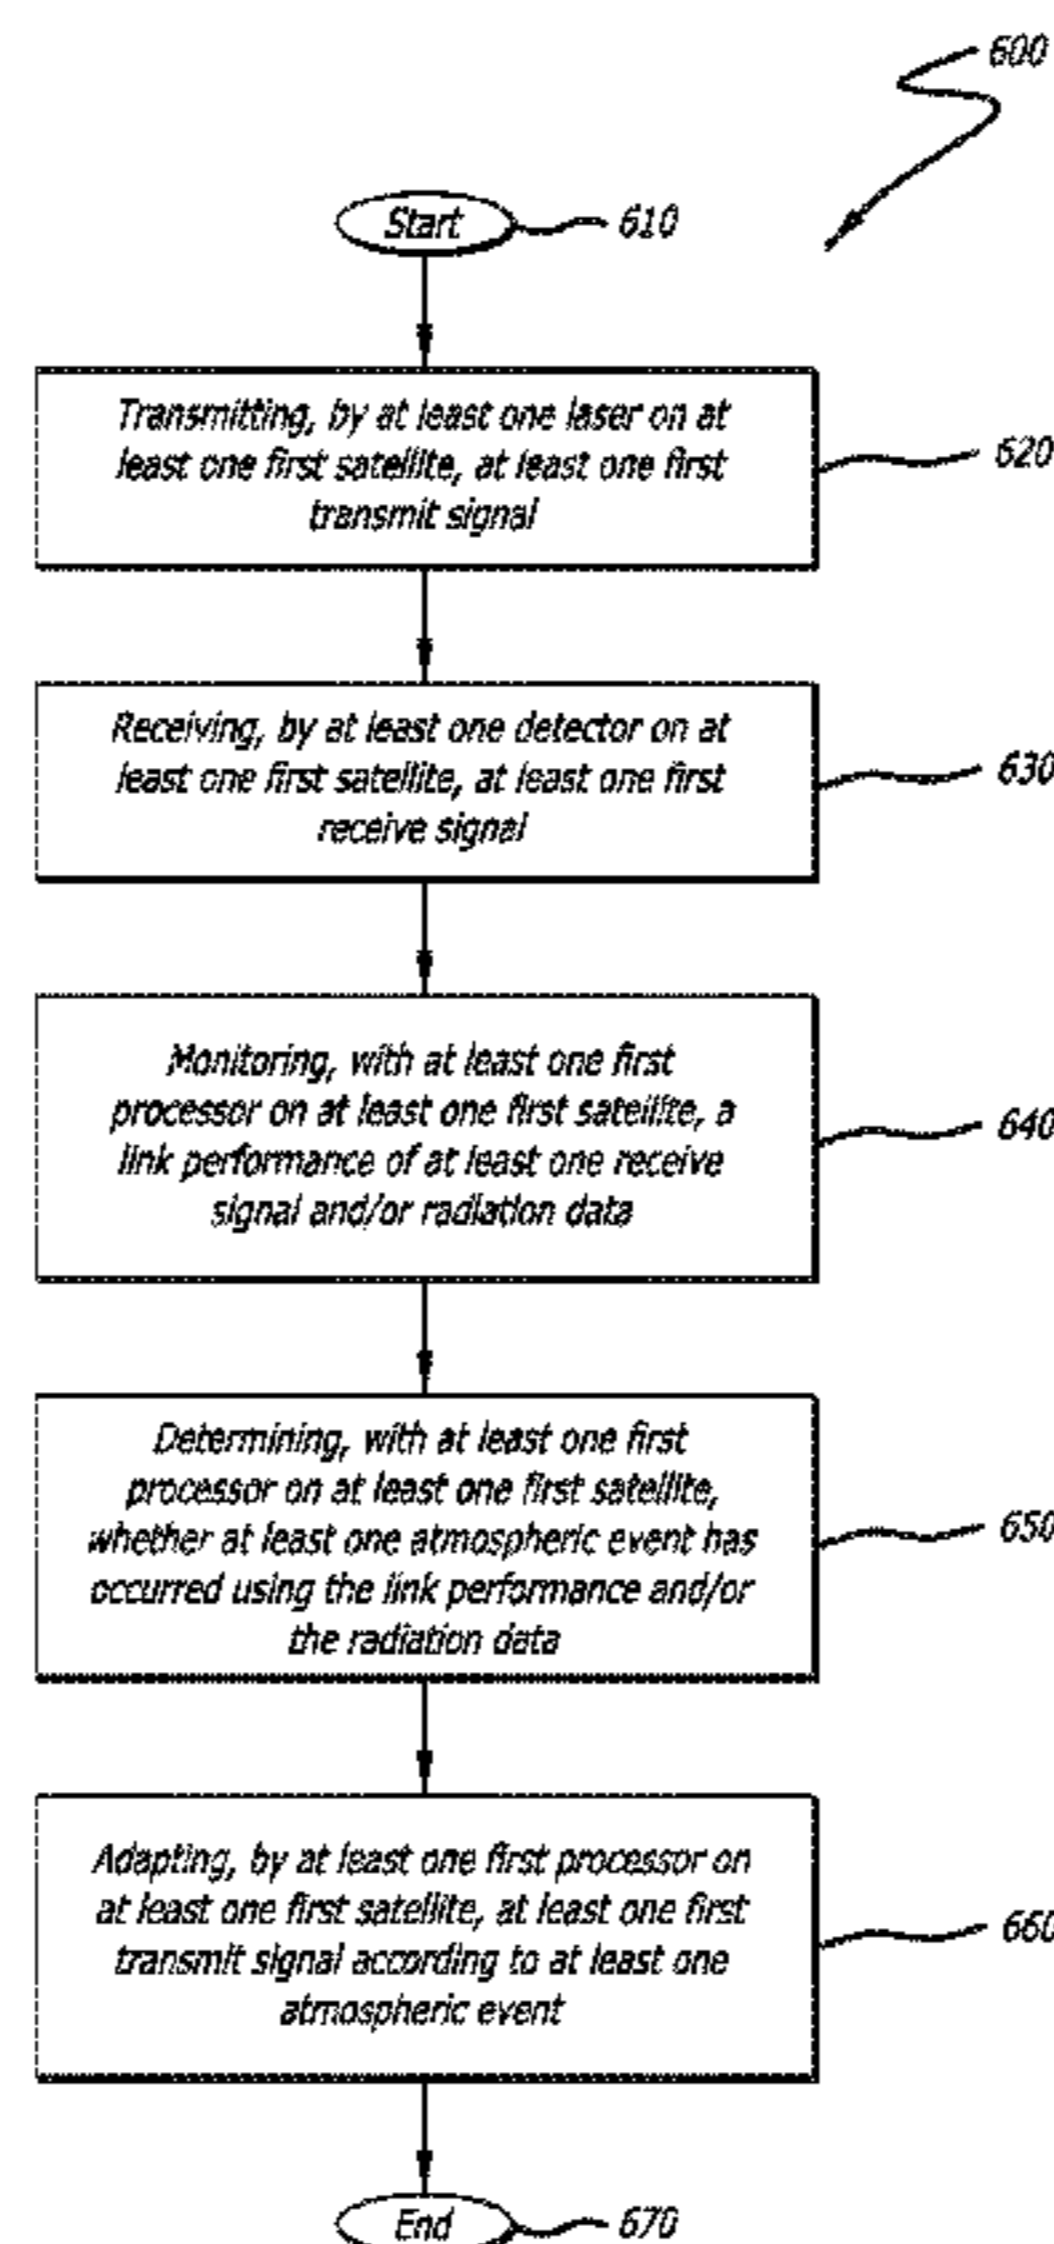 600
Start 610
Transmitting, by at least one laser on at
least one first satellite, at least one first
transmit signal
620
Receiving, by at least one detector on at
least one first satellite, at least one first
receive signal
630
Monitoring, with at least one first
processor on at least one first satellite, a
link performance of at least one receive
signal and/or radiation data
640
Determining, with at least one first
processor on at least one first satellite,
whether at least one atmospheric event has
occurred using the link performance and/or
the radiation data
650
Adapting, by at least one first processor on
at least one first satellite, at least one first
transmit signal according to at least one
atmospheric event
660
End 670